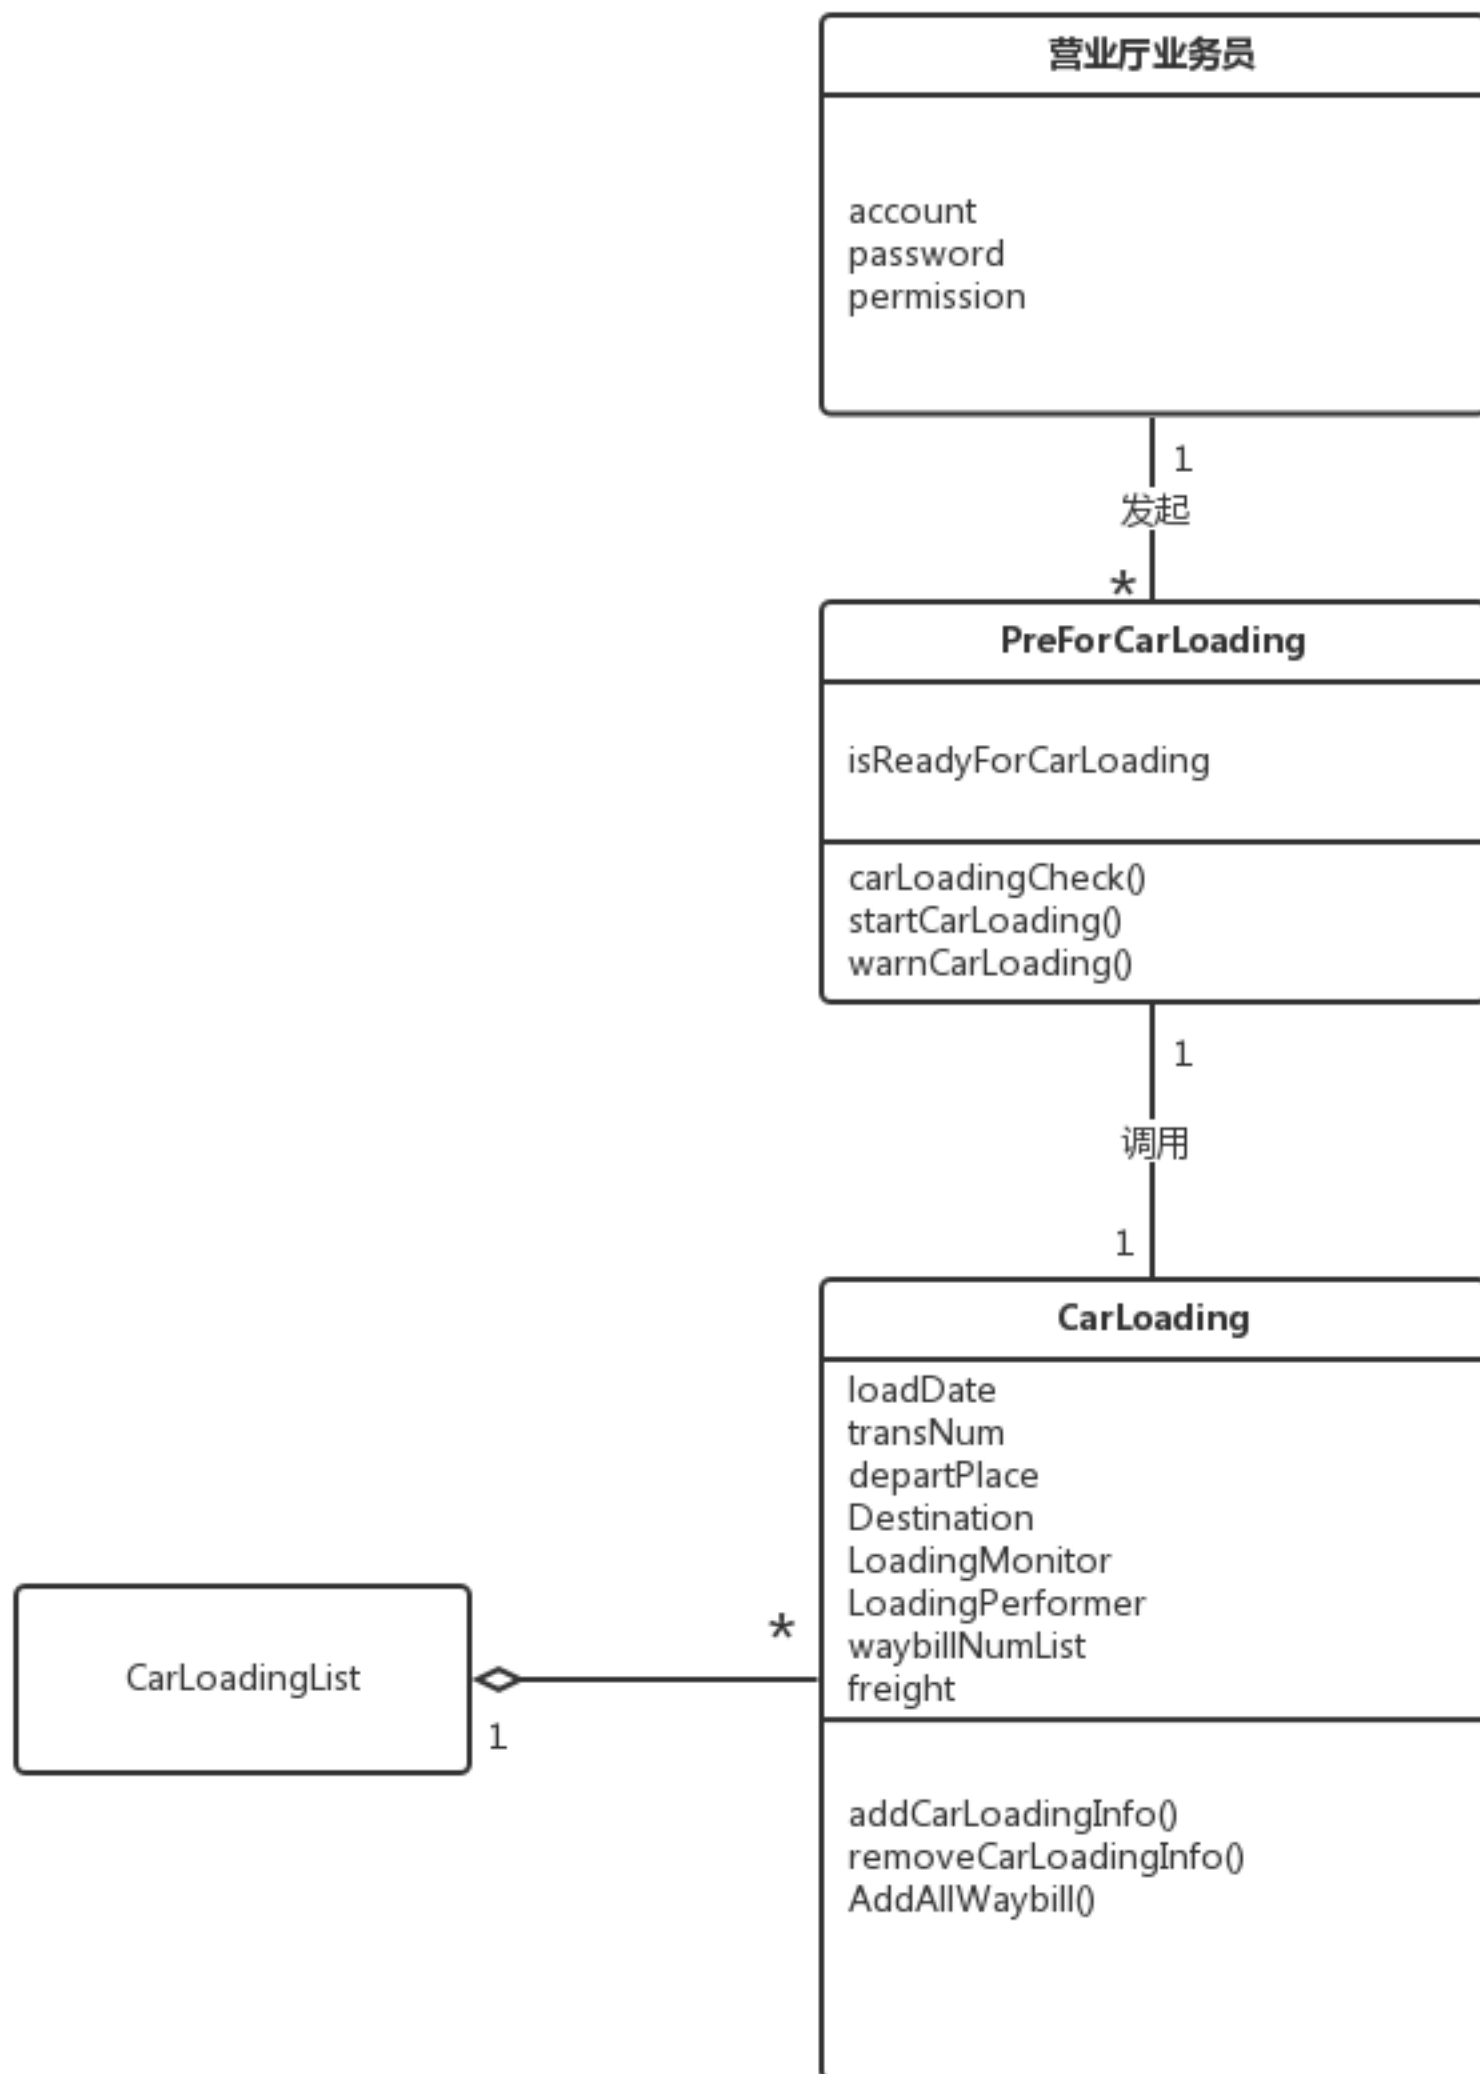 营业厅业务员
account
password
permission
1
发起
*
PreForCarLoading
isReadyForCarLoading
carLoadingCheck()
startCarLoading()
warnCarLoading()
1
调用
1
CarLoading
loadDate
transNum
departPlace
Destination
LoadingMonitor
LoadingPerformer
waybillNumList
freight
*
CarLoadingList
1
addCarLoadingInfo()
removeCarLoadingInfo()
AddAllWaybill()